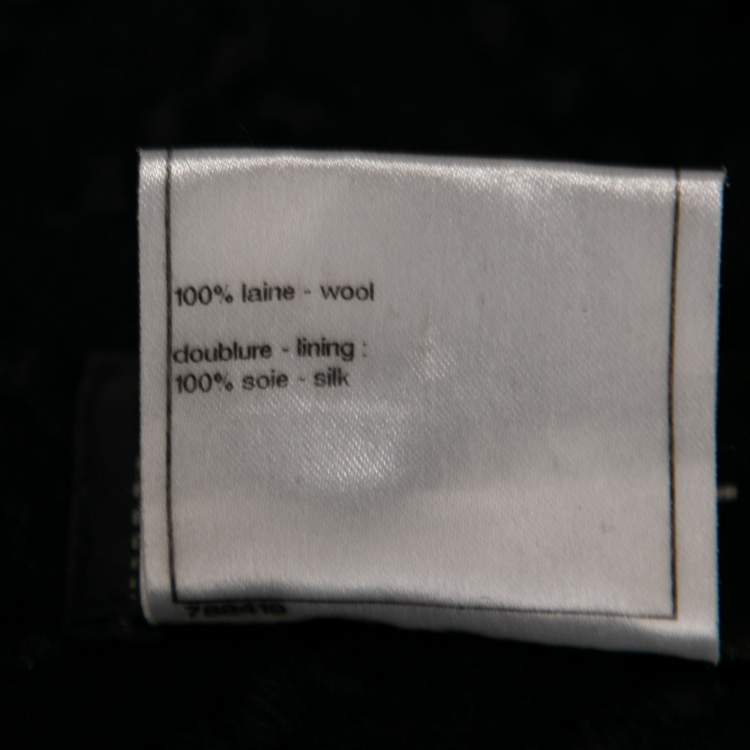 100% laine - wool
doublure - lining :
100% soie - silk